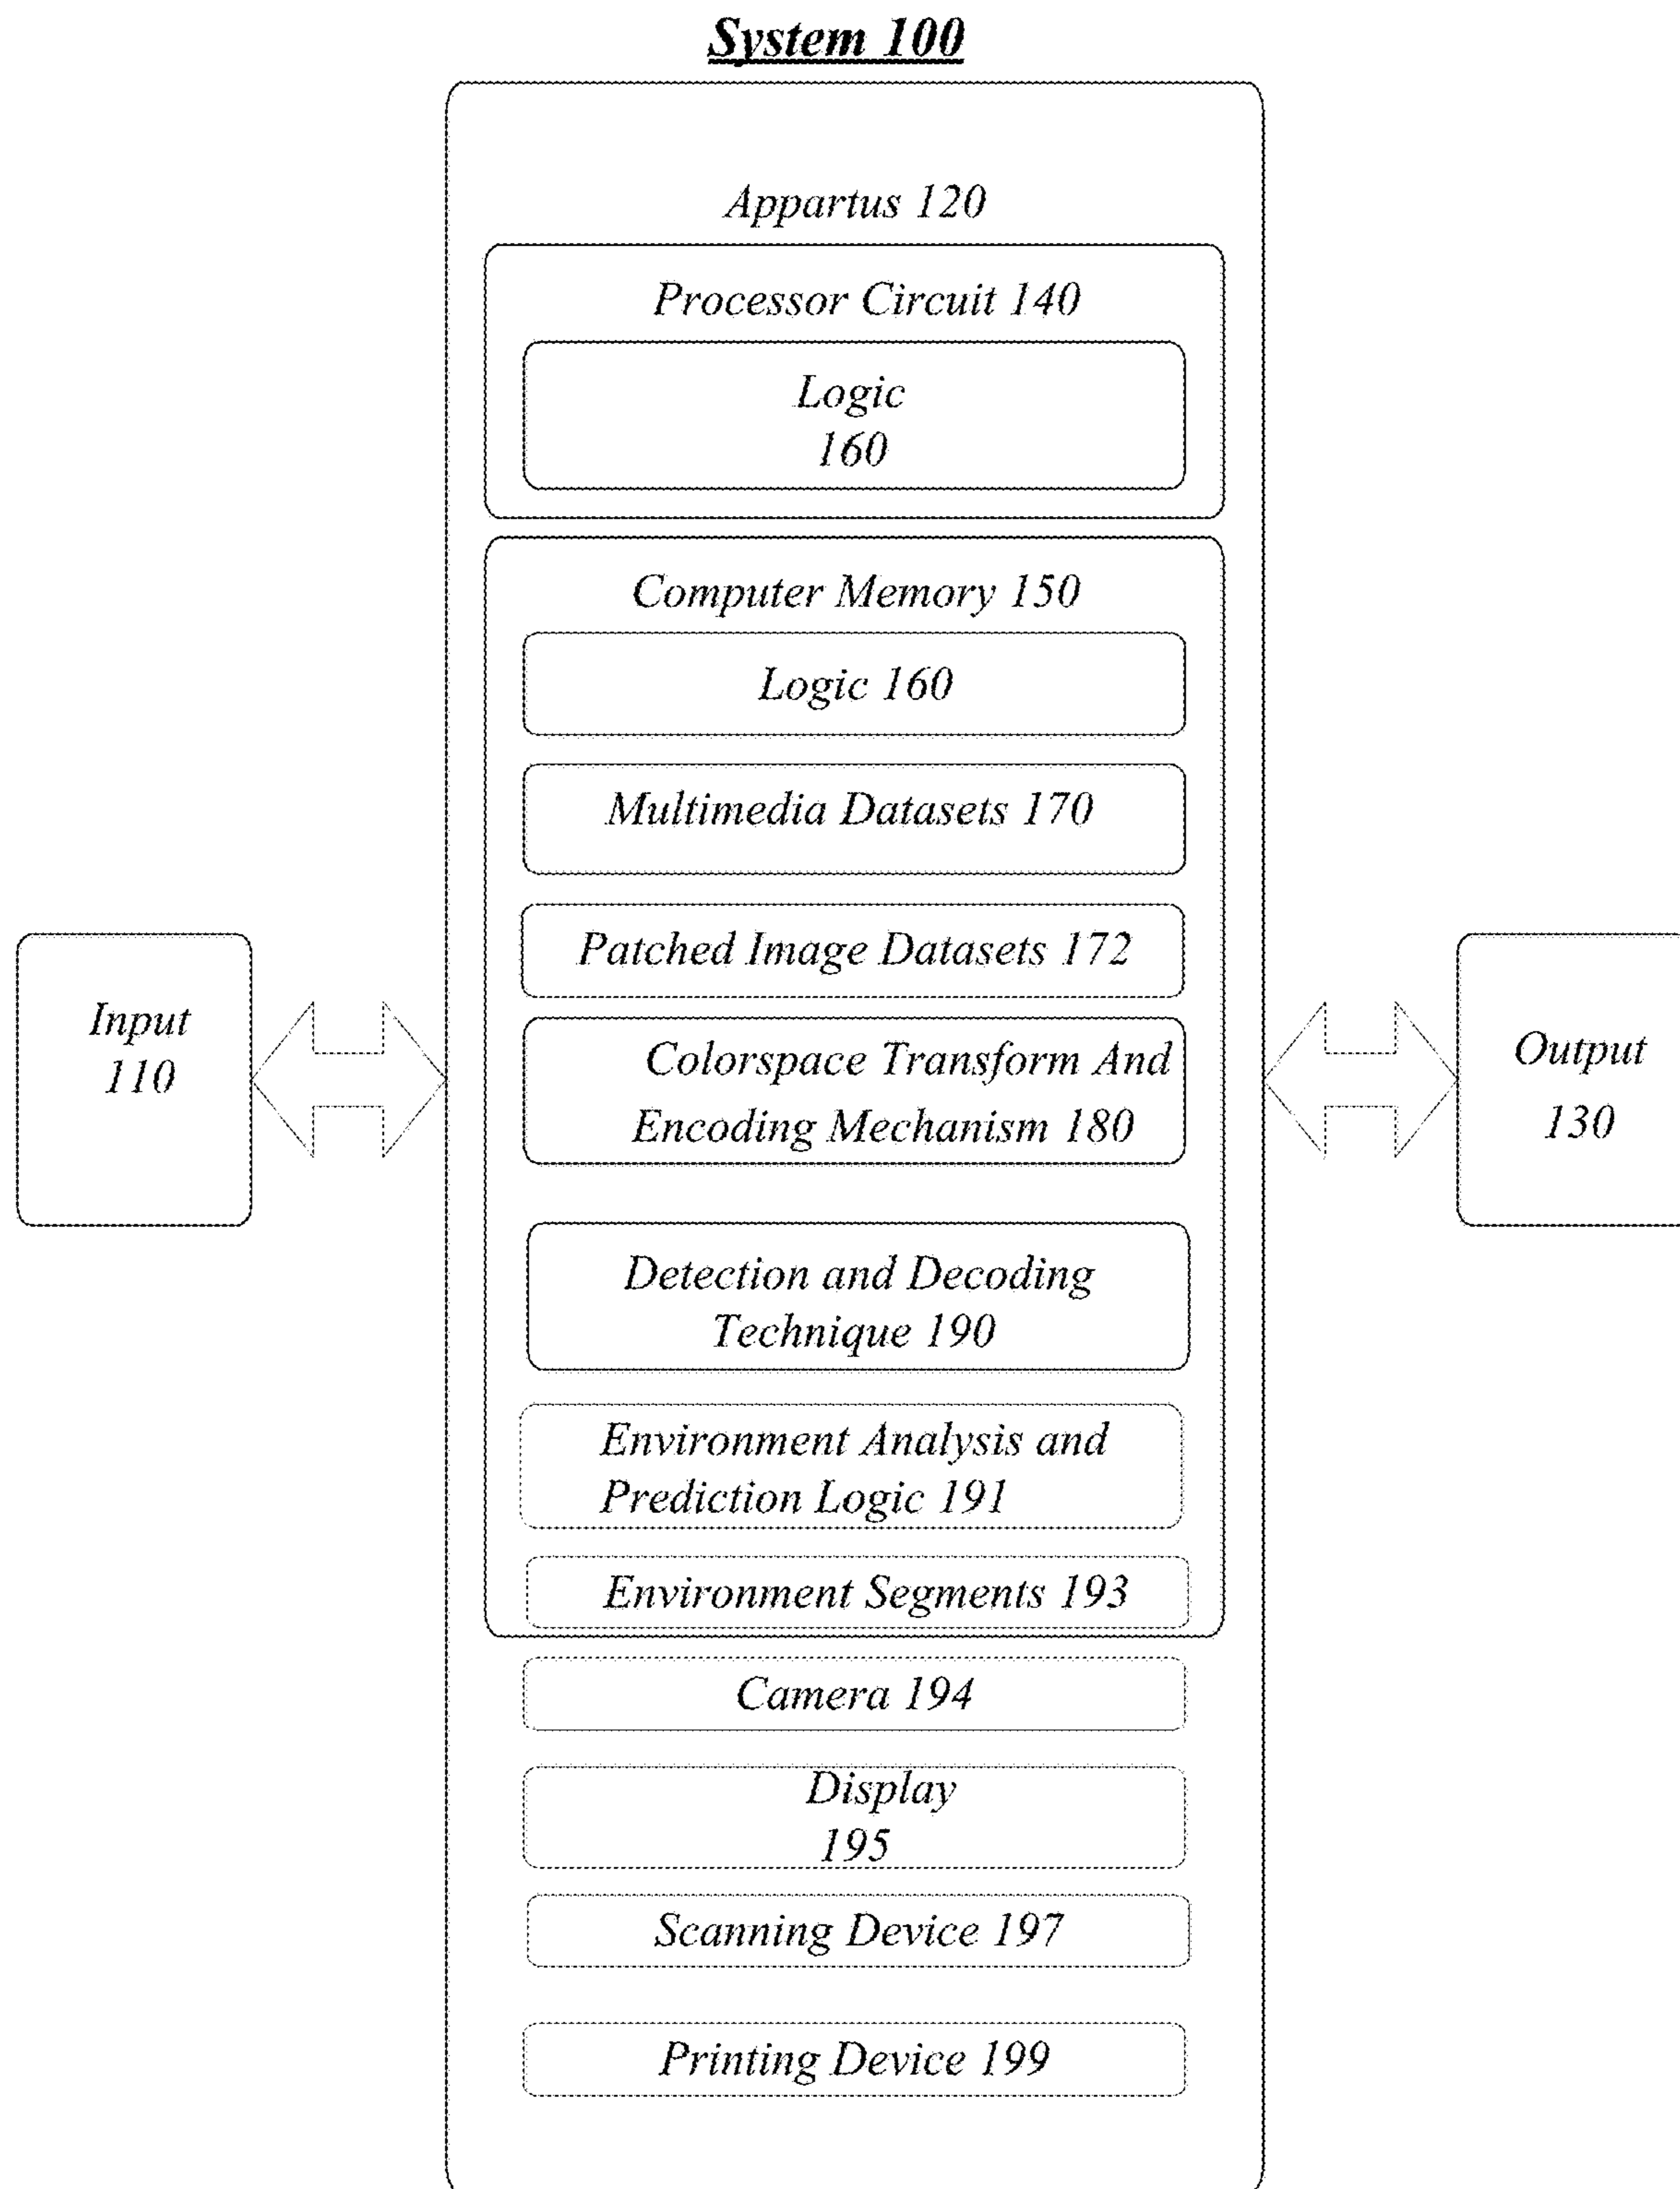 System 100
Appartus 120
Processor Circuit 140
Logic
160
Computer Memory 150
Logic 160
Multimedia Datasets 170
Patched Image Datasets 172
Colorspace Transform And
Encoding Mechanism 180
Input
110
Output
130
Detection and Decoding
Technique 190
Environment Analysis and
Prediction Logic 191
Environment Segments 193
Camera 194
Display
195
Scanning Device 197
Printing Device 199